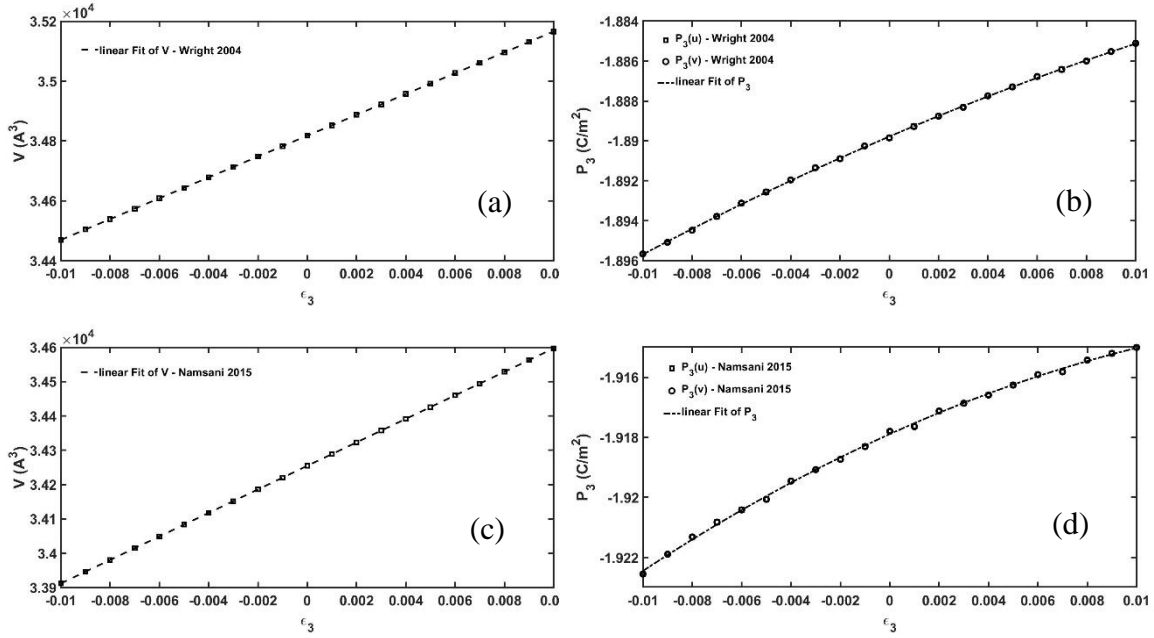 ×10⁴
3.52
3.5
3.48
3.46
3.44
V (A³)
linear Fit of V - Wright 2004
(a)
-0.01 -0.008 -0.006 -0.004 -0.002 0 0.002 0.004 0.006 0.008 0.0
ϵ₃
-1.884
-1.886
-1.888
-1.89
-1.892
-1.894
-1.896
P₃ (C/m²)
P₃(u) - Wright 2004
P₃(v) - Wright 2004
linear Fit of P₃
(b)
-0.01 -0.008 -0.006 -0.004 -0.002 0 0.002 0.004 0.006 0.008 0.01
ϵ₃
×10⁴
3.46
3.45
3.44
3.43
3.42
3.41
3.4
3.39
V (A³)
linear Fit of V - Namsani 2015
(c)
-0.01 -0.008 -0.006 -0.004 -0.002 0 0.002 0.004 0.006 0.008 0.0
ϵ₃
-1.916
-1.918
-1.92
-1.922
P₃ (C/m²)
P₃(u) - Namsani 2015
P₃(v) - Namsani 2015
linear Fit of P₃
(d)
-0.01 -0.008 -0.006 -0.004 -0.002 0 0.002 0.004 0.006 0.008 0.01
ϵ₃